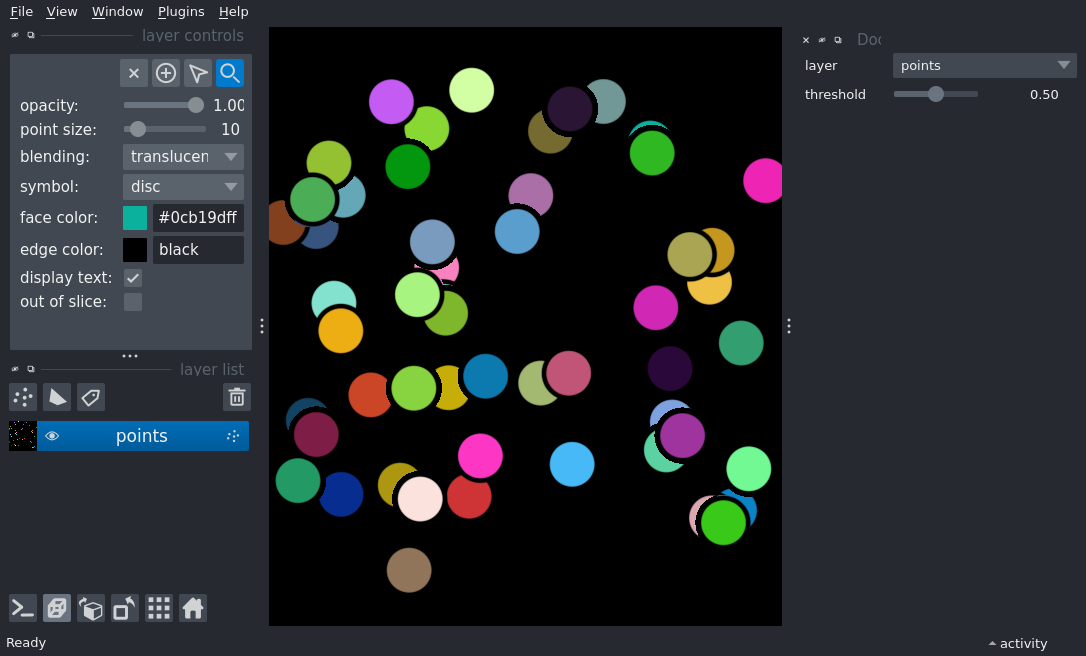 File View Window Plugins Help
layer controls
opacity: 1.00
point size: 10
blending: translucen
symbol: disc
face color: #0cb19dff
edge color: black
display text:
out of slice:
layer list
points
Ready
Doc
layer points
threshold 0.50
activity